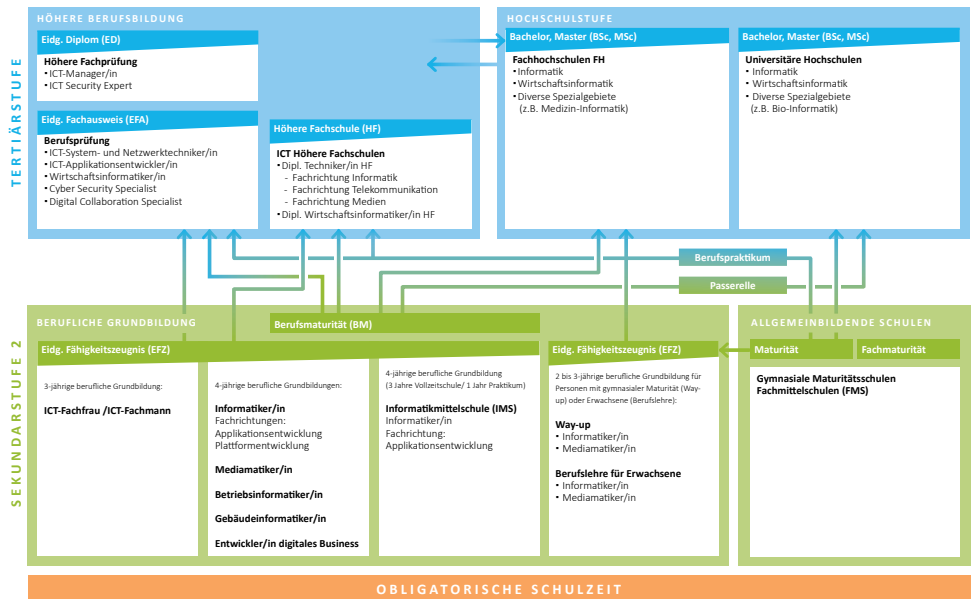 TERTIÄRSTUFE
HÖHERE BERUFSBILDUNG
Eidg. Diplom (ED)
Höhere Fachprüfung
• ICT-Manager/in
• ICT Security Expert
Eidg. Fachausweis (EFA)
Berufsprüfung
• ICT-System- und Netzwerktechniker/in
• ICT-Applikationsentwickler/in
• Wirtschaftsinformatiker/in
• Cyber Security Specialist
• Digital Collaboration Specialist
Höhere Fachschule (HF)
ICT Höhere Fachschulen
• Dipl. Techniker/in HF
- Fachrichtung Informatik
- Fachrichtung Telekommunikation
- Fachrichtung Medien
• Dipl. Wirtschaftsinformatiker/in HF
HOCHSCHULSTUFE
Bachelor, Master (BSc, MSc)
Fachhochschulen FH
• Informatik
• Wirtschaftsinformatik
• Diverse Spezialgebiete
(z.B. Medizin-Informatik)
Bachelor, Master (BSc, MSc)
Universitäre Hochschulen
• Informatik
• Wirtschaftsinformatik
• Diverse Spezialgebiete
(z.B. Bio-Informatik)
Berufspraktikum
Passerelle
SEKUNDARSTUFE 2
BERUFLICHE GRUNDBILDUNG
Berufsmaturität (BM)
Eidg. Fähigkeitszeugnis (EFZ)
3-jährige berufliche Grundbildung:
ICT-Fachfrau /ICT-Fachmann
4-jährige berufliche Grundbildungen:
Informatiker/in
Fachrichtungen:
Applikationsentwicklung
Plattformentwicklung
Mediamatiker/in
Betriebsinformatiker/in
Gebäudeinformatiker/in
Entwickler/in digitales Business
4-jährige berufliche Grundbildung
(3 Jahre Vollzeitschule/ 1 Jahr Praktikum)
Informatikmittelschule (IMS)
Informatiker/in
Fachrichtung:
Applikationsentwicklung
Eidg. Fähigkeitszeugnis (EFZ)
2 bis 3-jährige berufliche Grundbildung für
Personen mit gymnasialer Maturität (Way-
up) oder Erwachsene (Berufslehre):
Way-up
• Informatiker/in
• Mediamatiker/in
Berufslehre für Erwachsene
• Informatiker/in
• Mediamatiker/in
ALLGEMEINBILDENDE SCHULEN
Maturität
Fachmaturität
Gymnasiale Maturitätsschulen
Fachmittelschulen (FMS)
OBLIGATORISCHE SCHULZEIT